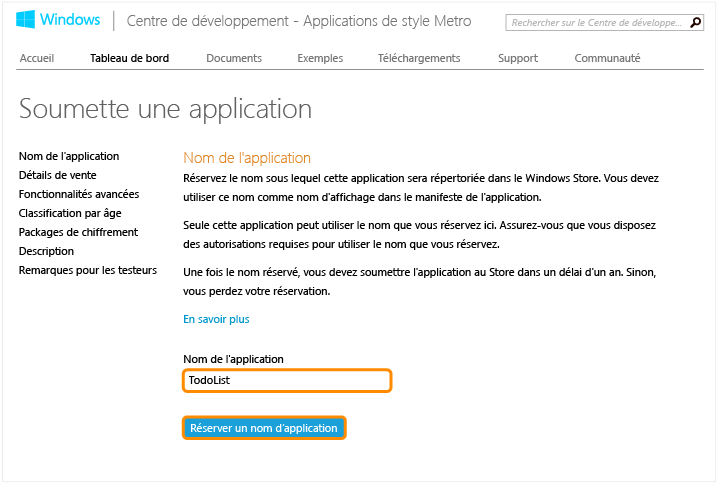 Windows
Centre de développement - Applications de style Metro
Rechercher sur le Centre de développe...
Accueil
Tableau de bord
Documents
Exemples
Téléchargements
Support
Communauté
Soumette une application
Nom de l'application
Détails de vente
Fonctionnalités avancées
Classification par âge
Packages de chiffrement
Description
Remarques pour les testeurs
Nom de l'application
Réservez le nom sous lequel cette application sera répertoriée dans le Windows Store. Vous devez
utiliser ce nom comme nom d'affichage dans le manifeste de l'application.
Seule cette application peut utiliser le nom que vous réservez ici. Assurez-vous que vous disposez
des autorisations requises pour utiliser le nom que vous réservez.
Une fois le nom réservé, vous devez soumettre l'application au Store dans un délai d'un an. Sinon,
vous perdez votre réservation.
En savoir plus
Nom de l'application
TodoList
Réserver un nom d'application